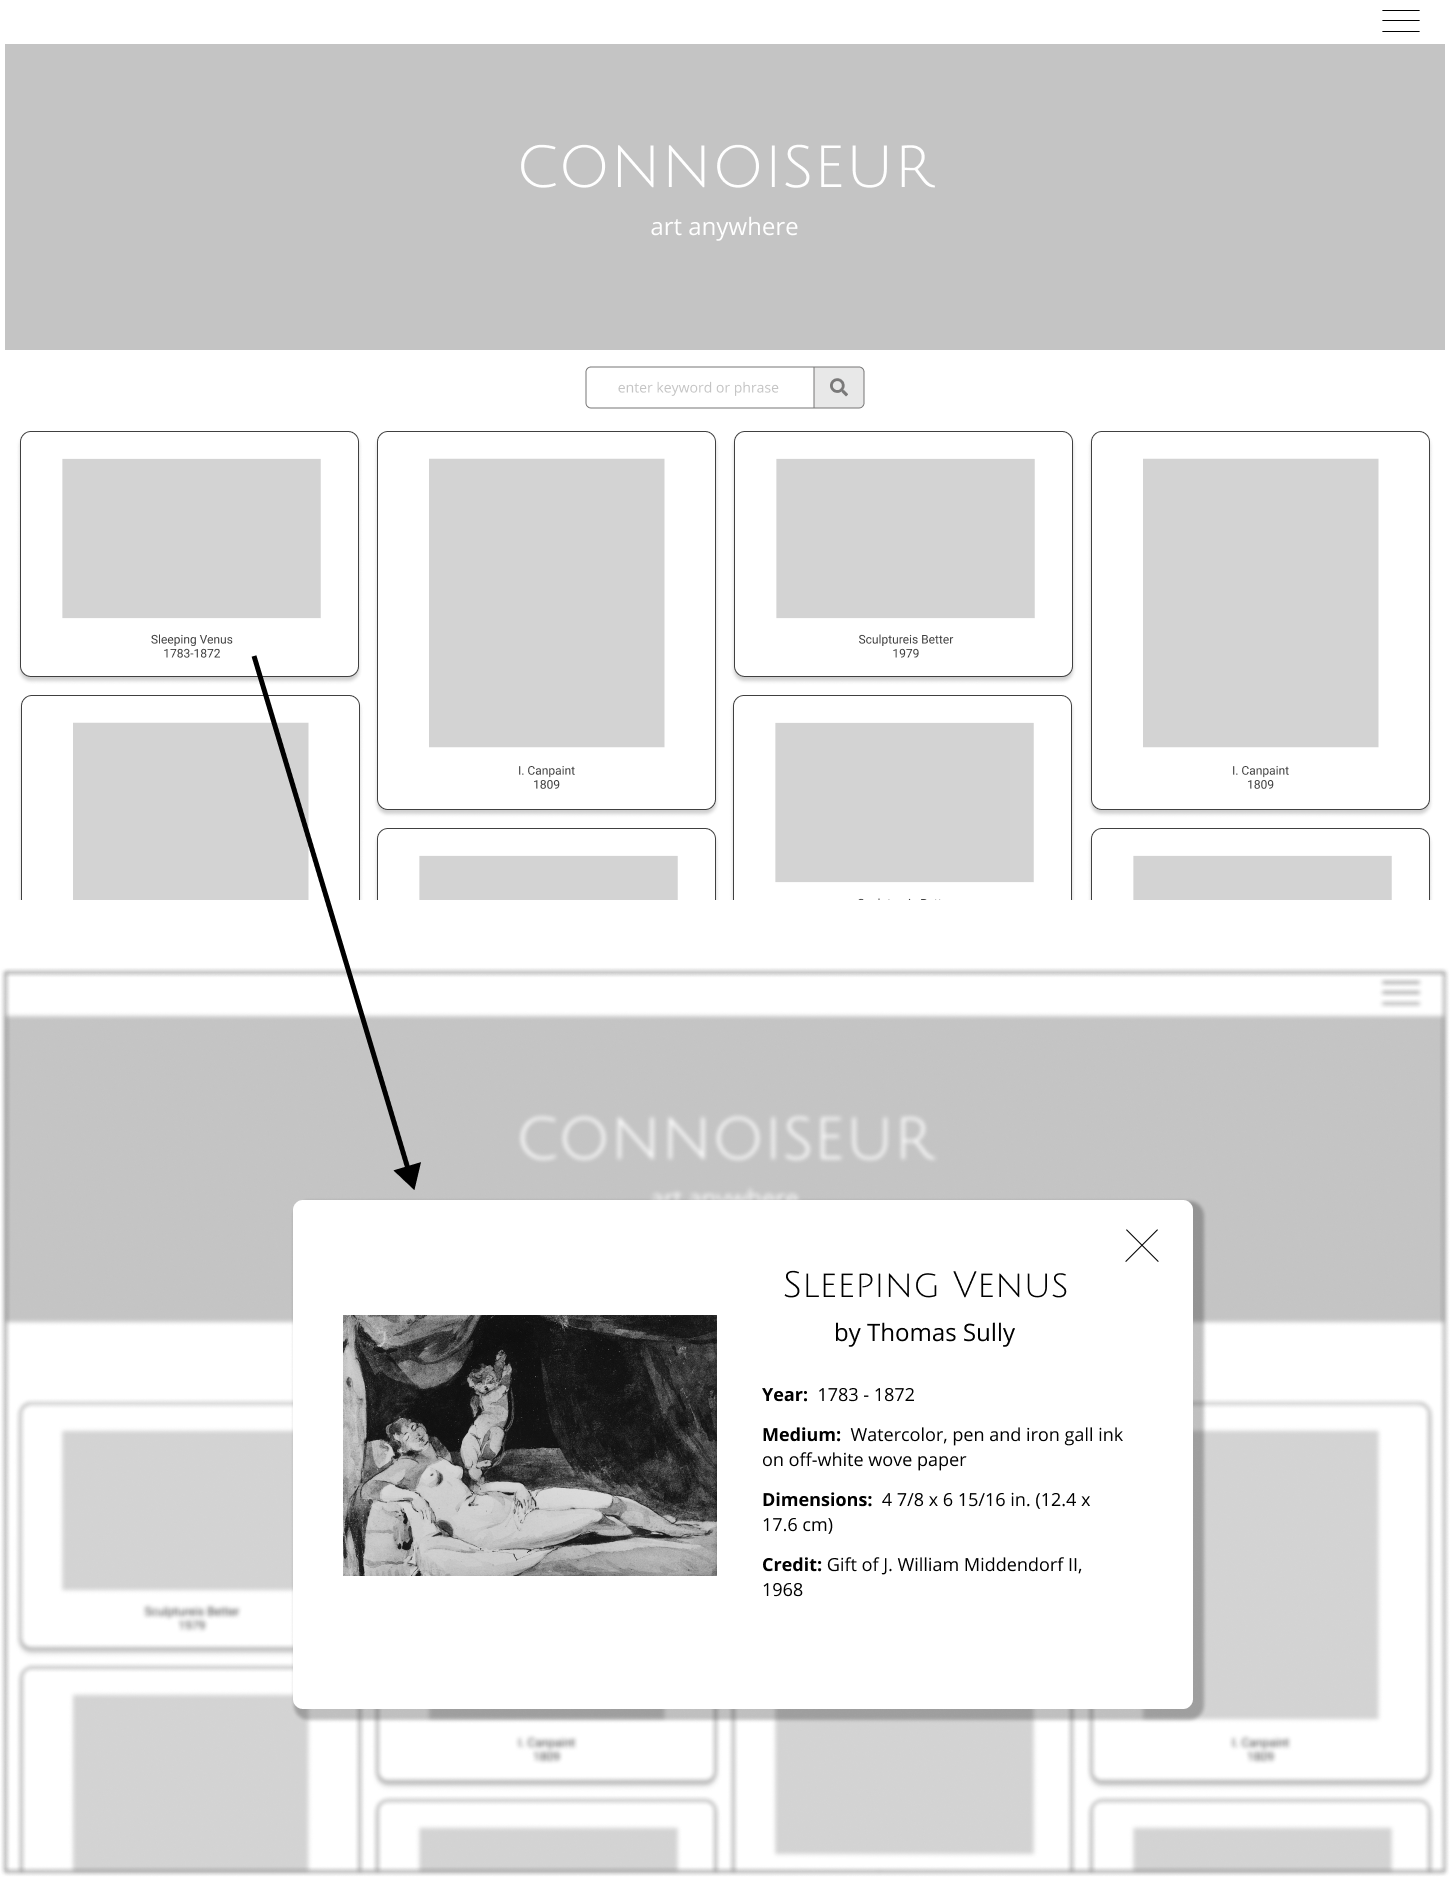 CONNOISEUR
art anywhere
enter keyword or phrase
Sleeping Venus
1783-1872
I. Canpaint
1809
Sculptureis Better
1979
I. Canpaint
1809
CONNOISEUR
art anywhere
SLEEPING VENUS
by Thomas Sully
Year: 1783 - 1872
Medium: Watercolor, pen and iron gall ink
on off-white wove paper
Dimensions: 4 7/8 x 6 15/16 in. (12.4 x
17.6 cm)
Credit: Gift of J. William Middendorf II,
1968
Sculptureis Better
1979
I. Canpaint
1809
I. Canpaint
1809